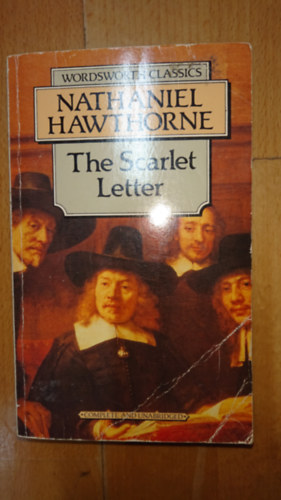 WORDSWORTH CLASSICS
NATHANIEL
HAWTHORNE
The Scarlet
Letter
COMPLETE AND UNABRIDGED